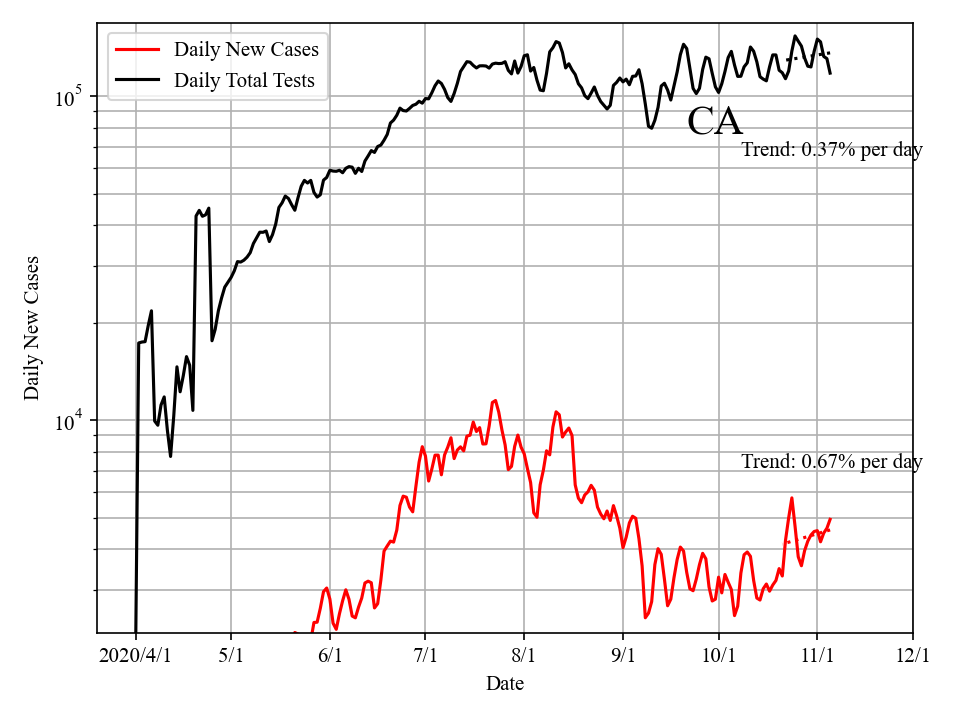 Daily New Cases
Daily Total Tests
10^5
CA
Trend: 0.37% per day
Daily New Cases
10^4
Trend: 0.67% per day
2020/4/1 5/1 6/1 7/1 8/1 9/1 10/1 11/1 12/1
Date